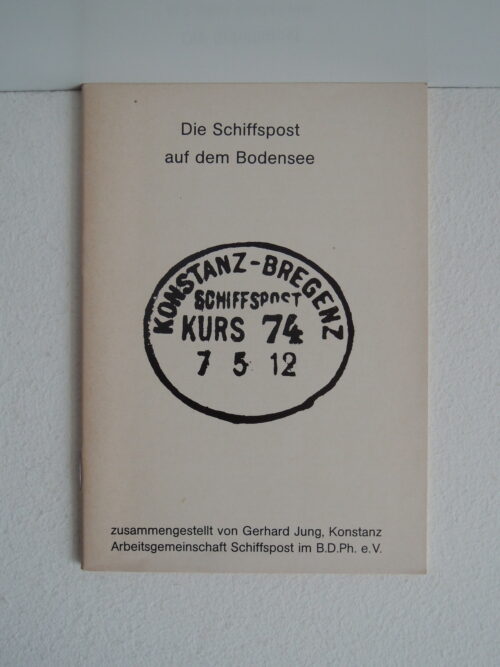 Die Schiffspost
auf dem Bodensee
KONSTANZ-BREGENZ
SCHIFFSPOST
KURS 74
7 5 12
zusammengestellt von Gerhard Jung, Konstanz
Arbeitsgemeinschaft Schiffspost im B.D.Ph. e.V.